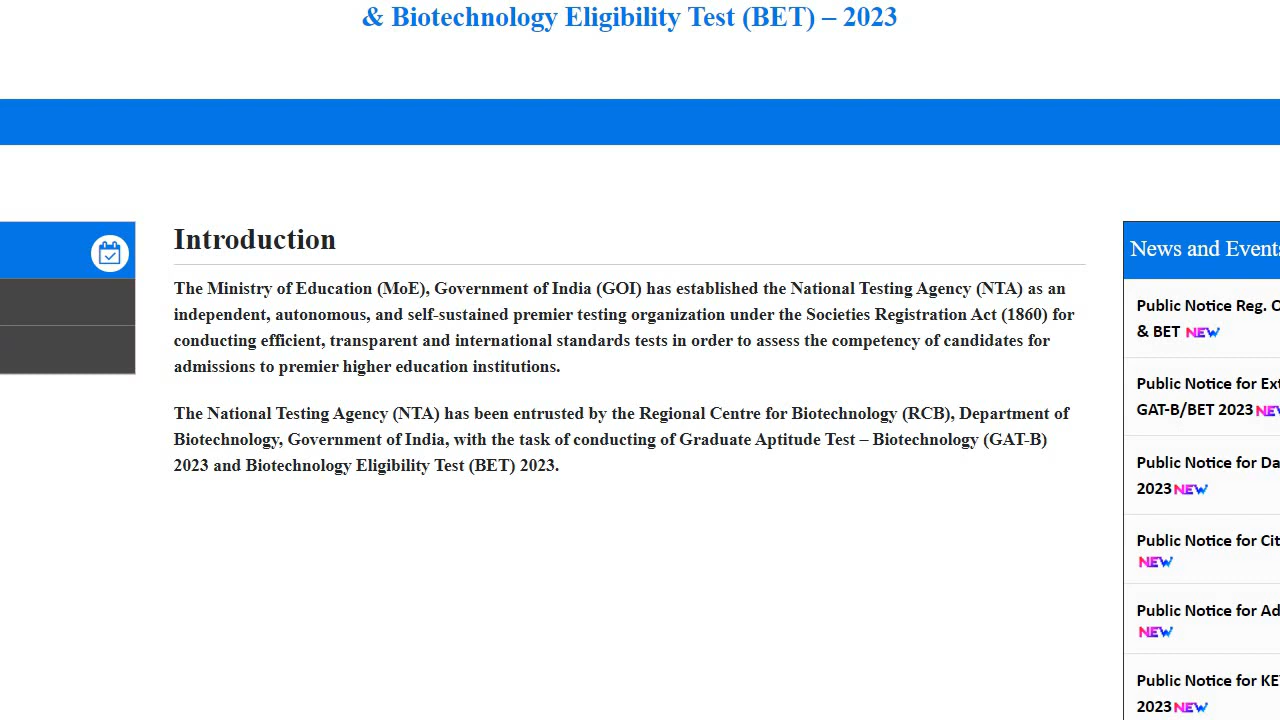 & Biotechnology Eligibility Test (BET) – 2023
Introduction
The Ministry of Education (MoE), Government of India (GOI) has established the National Testing Agency (NTA) as an
independent, autonomous, and self-sustained premier testing organization under the Societies Registration Act (1860) for
conducting efficient, transparent and international standards tests in order to assess the competency of candidates for
admissions to premier higher education institutions.
The National Testing Agency (NTA) has been entrusted by the Regional Centre for Biotechnology (RCB), Department of
Biotechnology, Government of India, with the task of conducting of Graduate Aptitude Test – Biotechnology (GAT-B)
2023 and Biotechnology Eligibility Test (BET) 2023.
News and Events
Public Notice Reg.
& BET NEW
Public Notice for
GAT-B/BET 2023 NEW
Public Notice for
2023 NEW
Public Notice for
NEW
Public Notice for
NEW
Public Notice for
2023 NEW